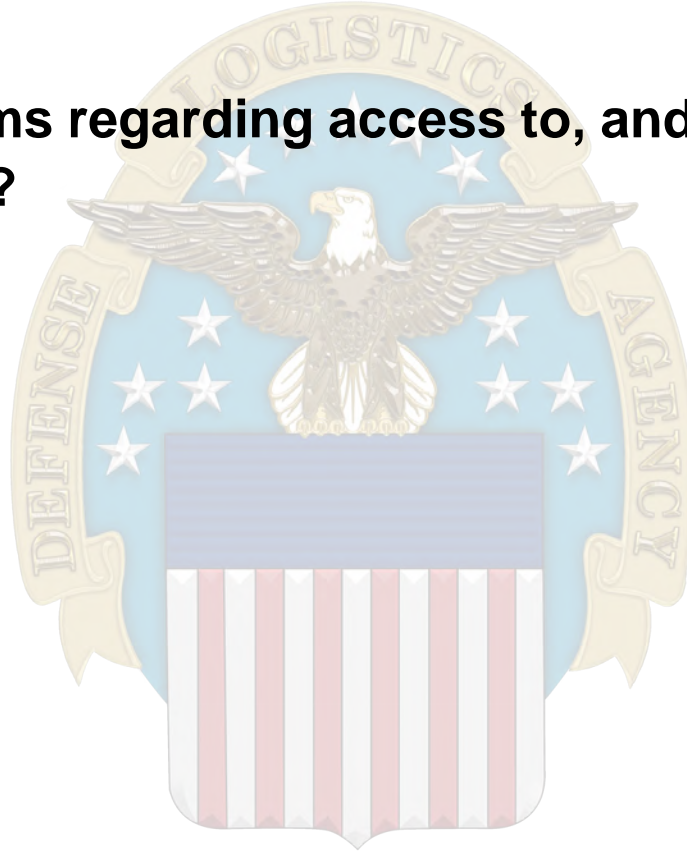 LOGISTICS
ms regarding access to, and
?
DEFENSE
AGENCY